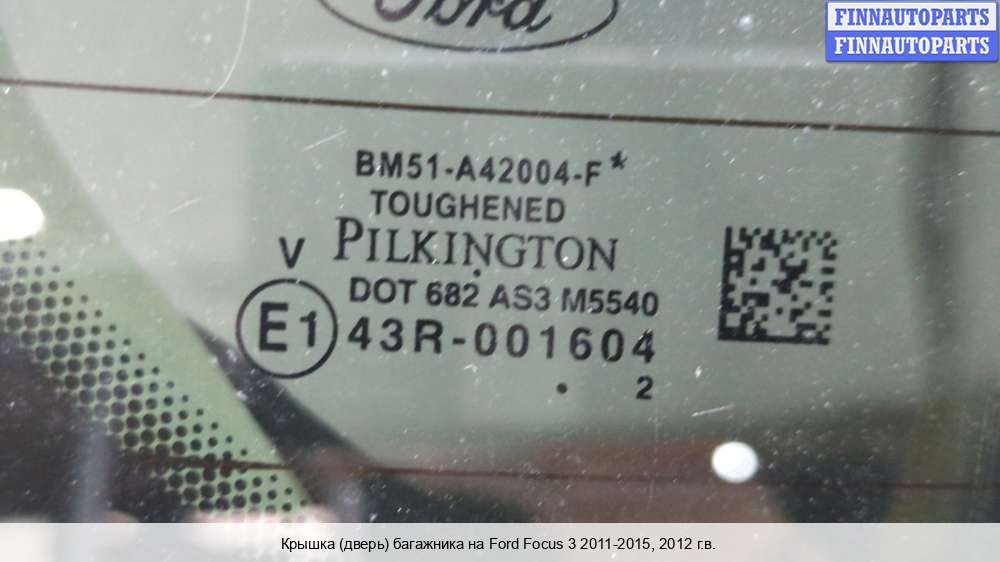 Ford
FINNAUTOPARTS
FINNAUTOPARTS
BM51-A42004-F*
TOUGHENED
V PILKINGTON
DOT 682 AS3 M5540
E1 43R-001604
. 2
Крышка (дверь) багажника на Ford Focus 3 2011-2015, 2012 г.в.